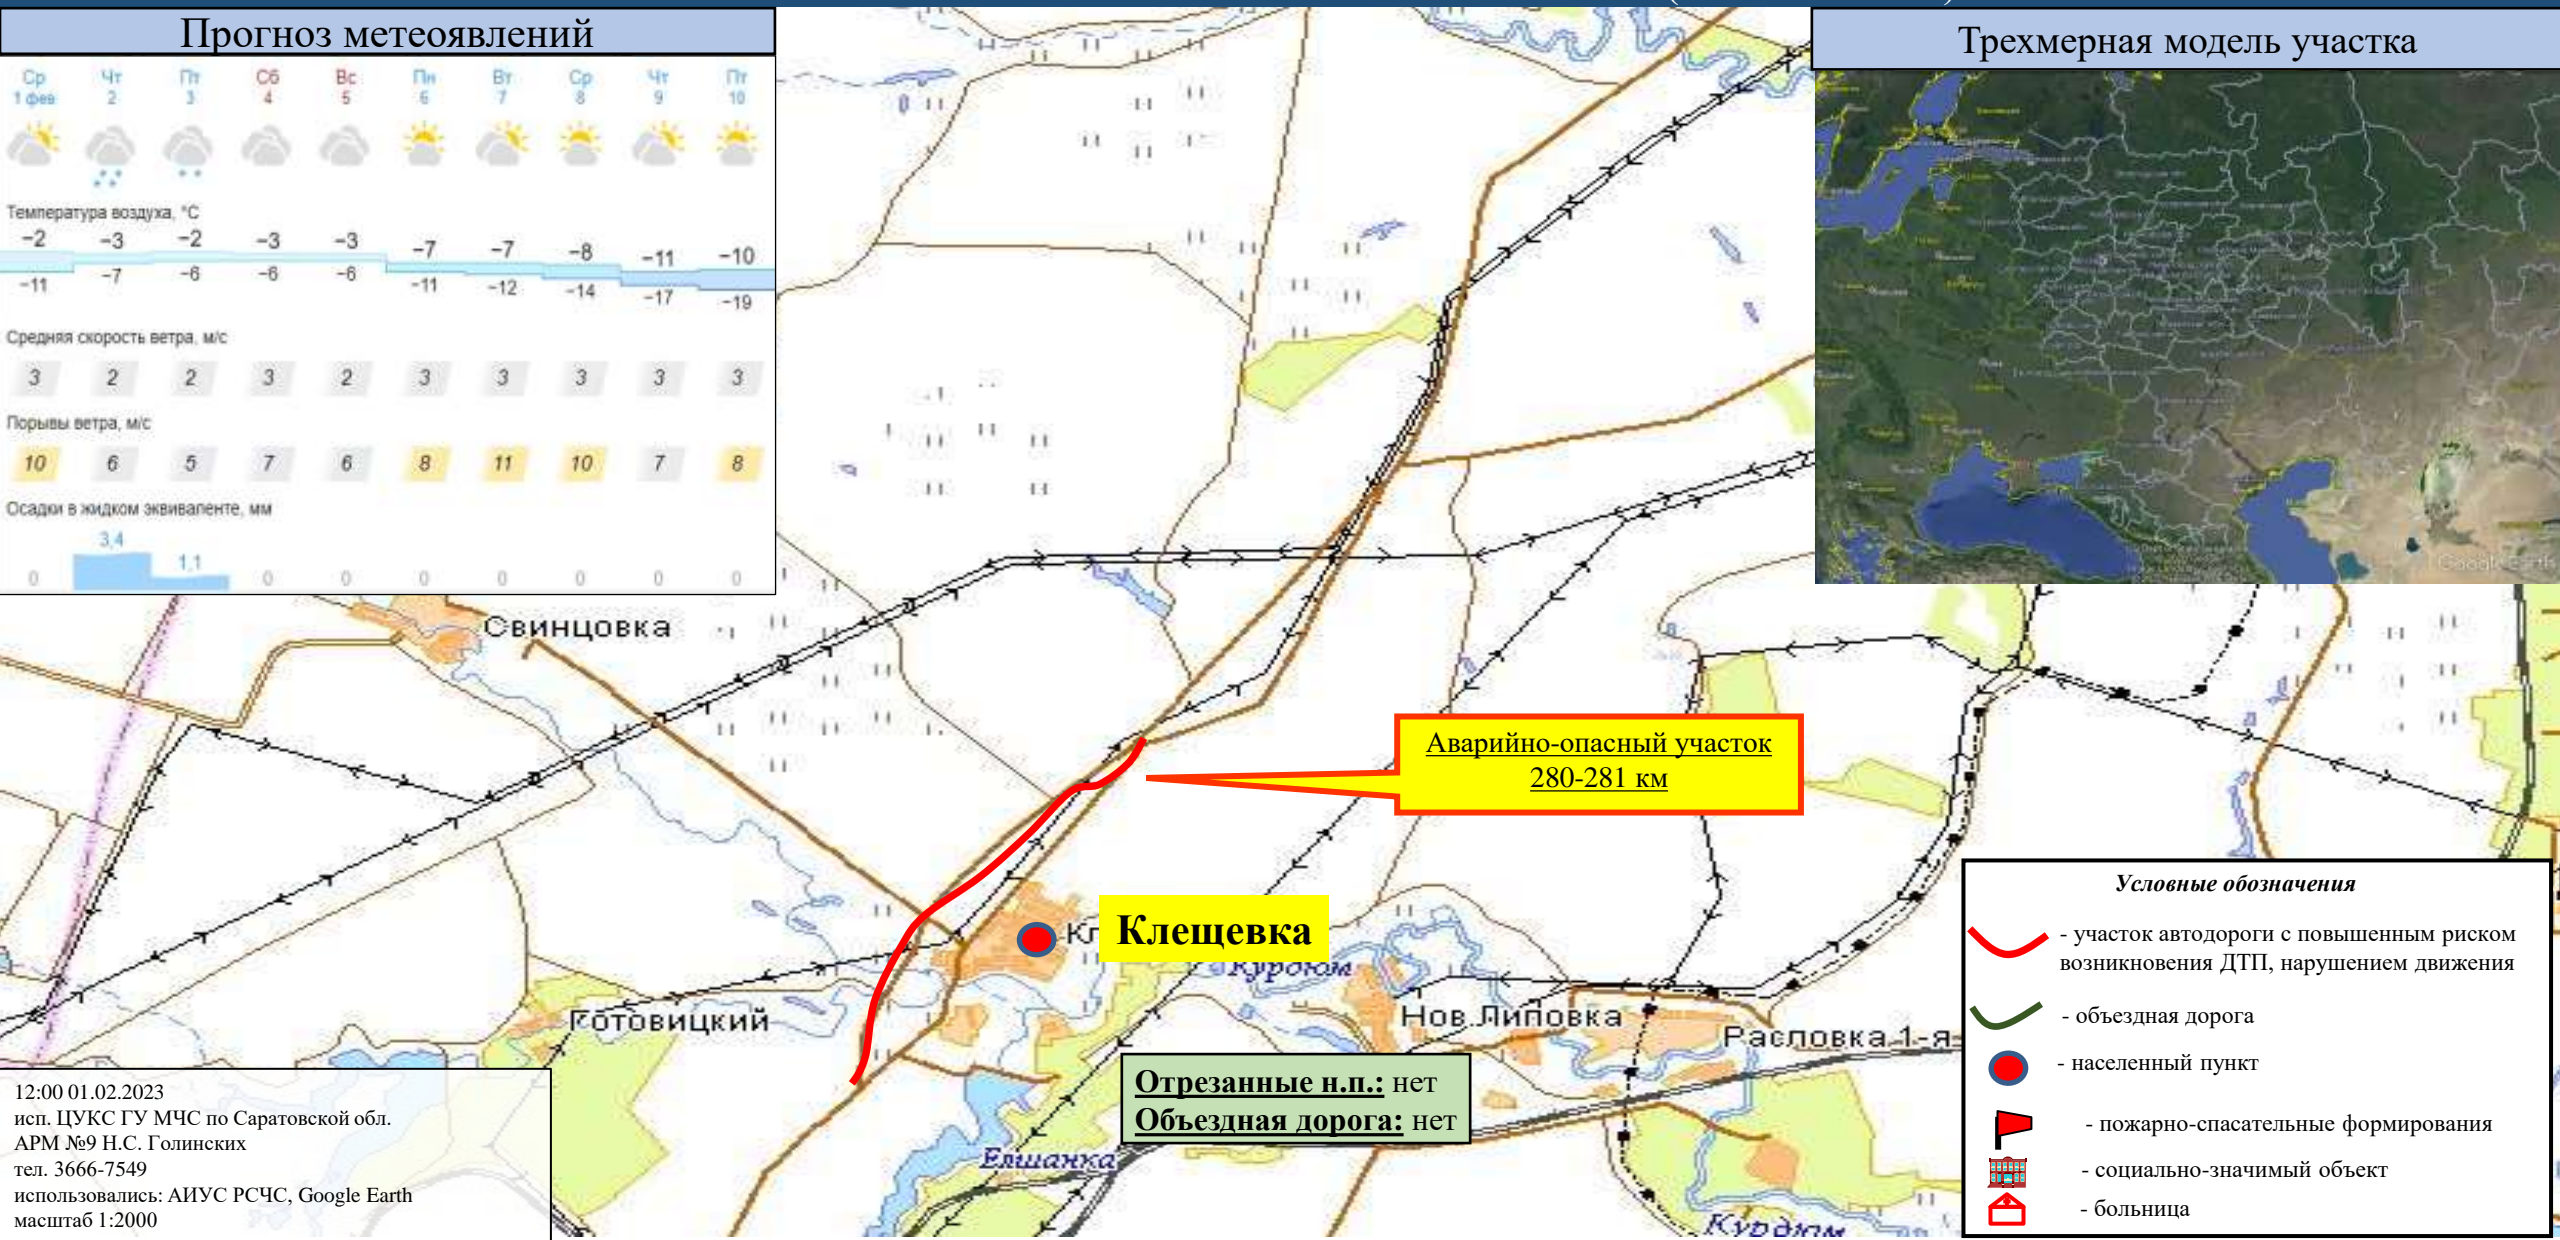 Прогноз метеоявлений
Ср Чт Пт Сб Вс Пн Вт Ср Чт Пт
1 фев 2 3 4 5 6 7 8 9 10
Температура воздуха, °C
−2 −3 −2 −3 −3 −7 −7 −8 −11 −10
−11 −7 −6 −6 −6 −11 −12 −14 −17 −19
Средняя скорость ветра, м/с
3 2 2 3 2 3 3 3 3 3
Порывы ветра, м/с
10 6 5 7 6 8 11 10 7 8
Осадки в жидком эквиваленте, мм
0 3,4 1,1 0 0 0 0 0 0 0
Трехмерная модель участка
Google Earth
Свинцовка
Аварийно-опасный участок
280-281 км
Кл
Клещевка
Курдюм
Готовицкий
Нов.Липовка
Расловка 1-я
Отрезанные н.п.: нет
Объездная дорога: нет
Елшанка
Курдюм
12:00 01.02.2023
исп. ЦУКС ГУ МЧС по Саратовской обл.
АРМ №9 Н.С. Голинских
тел. 3666-7549
использовались: АИУС РСЧС, Google Earth
масштаб 1:2000
Условные обозначения
- участок автодороги с повышенным риском
возникновения ДТП, нарушением движения
- объездная дорога
- населенный пункт
- пожарно-спасательные формирования
- социально-значимый объект
- больница